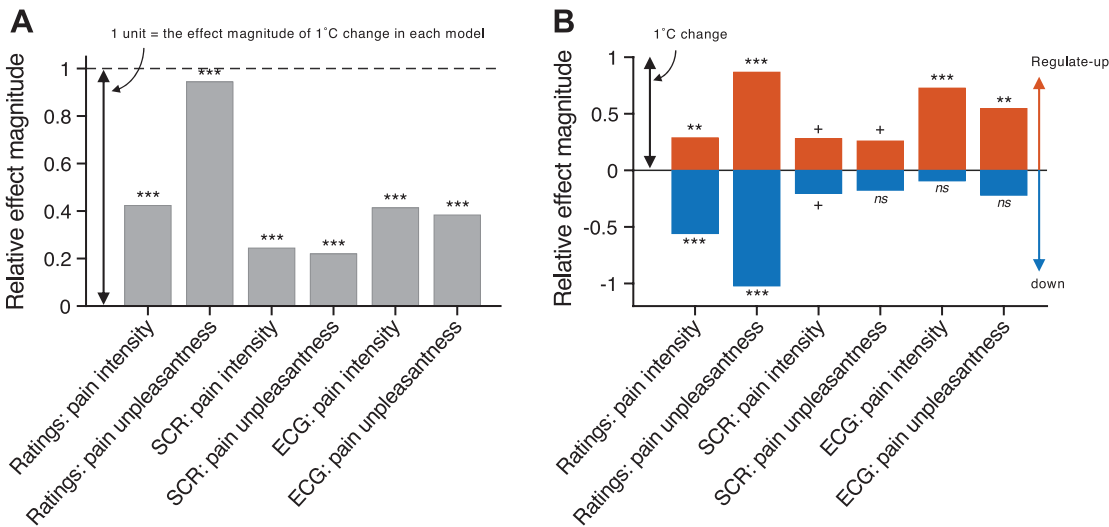 A
1 unit = the effect magnitude of 1°C change in each model
Relative effect magnitude
1
0.8
0.6
0.4
0.2
0
***
***
***
***
***
***
Ratings: pain intensity
Ratings: pain unpleasantness
SCR: pain intensity
SCR: pain unpleasantness
ECG: pain intensity
ECG: pain unpleasantness
B
1°C change
Relative effect magnitude
1
0.5
0
-0.5
-1
**
***
+
+
***
**
***
***
+
ns
ns
ns
Regulate-up
down
Ratings: pain intensity
Ratings: pain unpleasantness
SCR: pain intensity
SCR: pain unpleasantness
ECG: pain intensity
ECG: pain unpleasantness